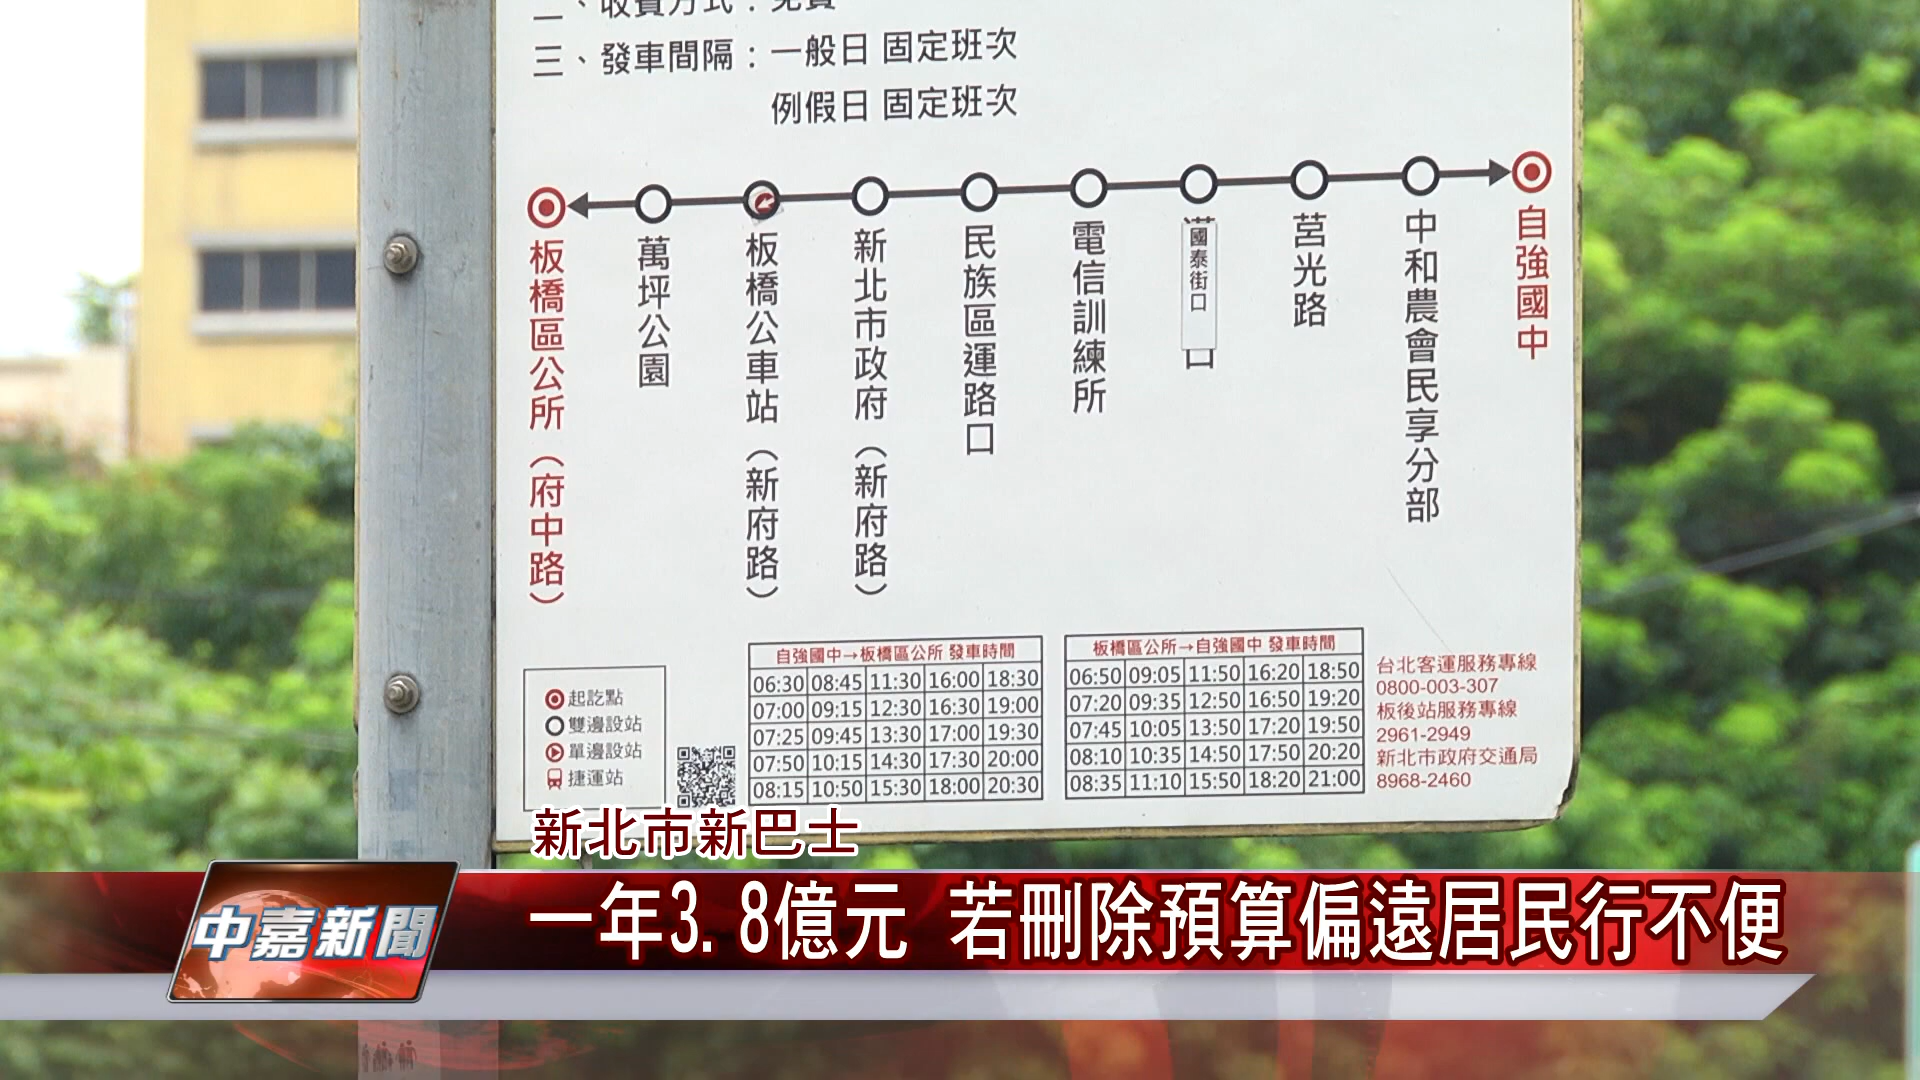 二、收費方式：免費
三、發車間隔：一般日 固定班次
例假日 固定班次
板橋區公所（府中路）
萬坪公園
板橋公車站（新府路）
新北市政府（新府路）
民族區運路口
電信訓練所
國泰街口
口
莒光路
中和農會民享分部
自強國中
起訖點
雙邊設站
單邊設站
捷運站
自強國中→板橋區公所 發車時間
06:30 08:45 11:30 16:00 18:30
07:00 09:15 12:30 16:30 19:00
07:25 09:45 13:30 17:00 19:30
07:50 10:15 14:30 17:30 20:00
08:15 10:50 15:30 18:00 20:30
板橋區公所→自強國中 發車時間
06:50 09:05 11:50 16:20 18:50
07:20 09:35 12:50 16:50 19:20
07:45 10:05 13:50 17:20 19:50
08:10 10:35 14:50 17:50 20:20
08:35 11:10 15:50 18:20 21:00
台北客運服務專線
0800-003-307
板後站服務專線
2961-2949
新北市政府交通局
8968-2460
新北市新巴士
中嘉新聞
一年3.8億元 若刪除預算偏遠居民行不便